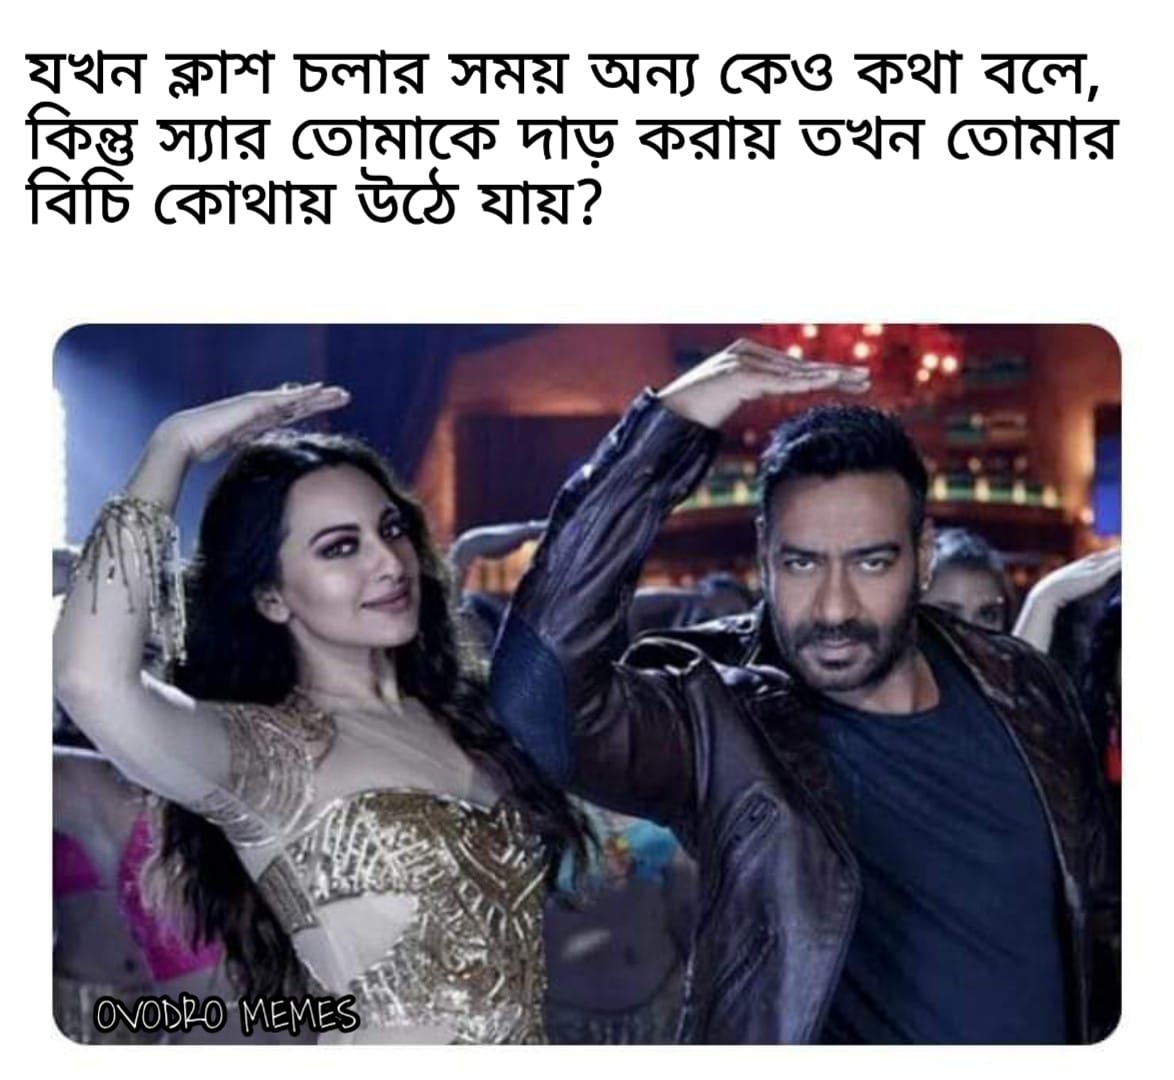 যখন ক্লাশ চলার সময় অন্য কেও কথা বলে,
কিন্তু স্যার তোমাকে দাড় করায় তখন তোমার
বিচি কোথায় উঠে যায়?
OVODRO MEMES